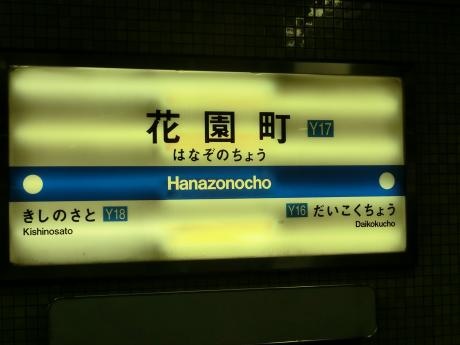 花園町 Y17
はなぞのちょう
Hanazonocho
きしのさと Y18
Kishinosato
Y16 だいこくちょう
Daikokucho